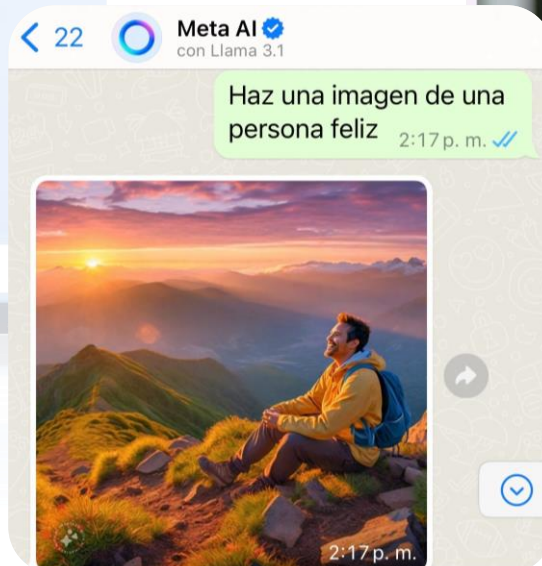 22
Meta AI
con Llama 3.1
Haz una imagen de una
persona feliz 2:17 p. m.
2:17 p. m.